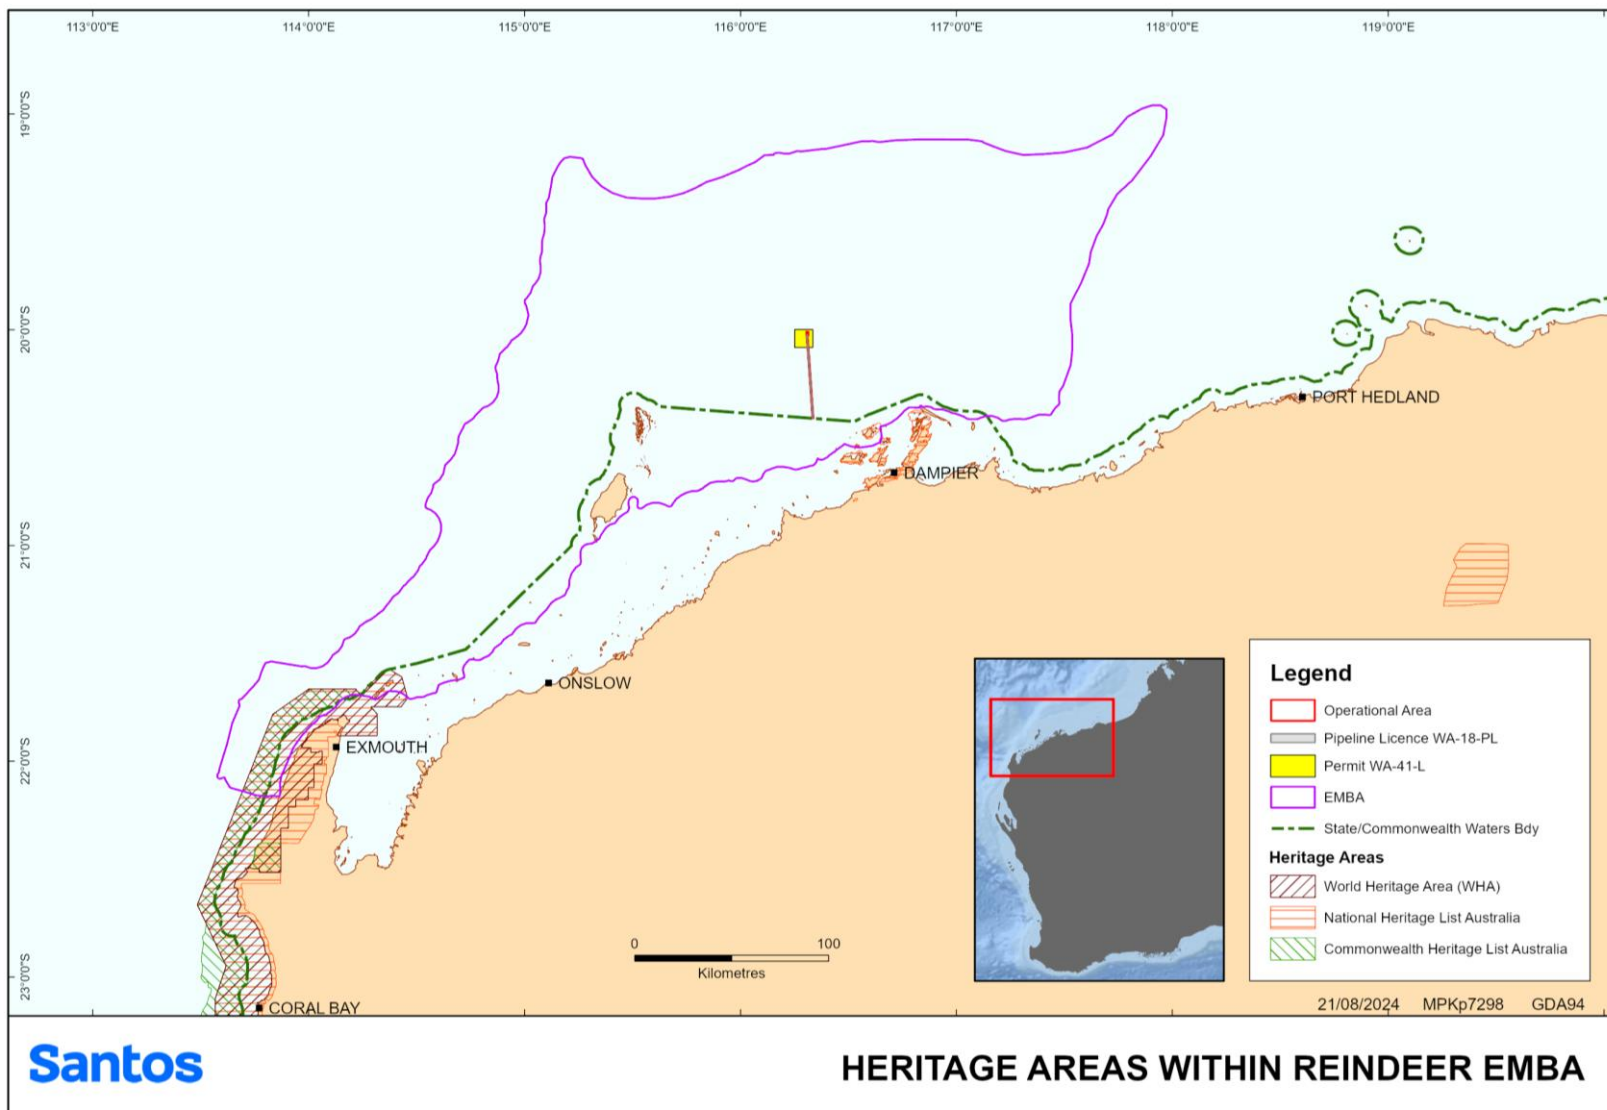 113°0'0"E 114°0'0"E 115°0'0"E 116°0'0"E 117°0'0"E 118°0'0"E 119°0'0"E
19°0'0"S
20°0'0"S
21°0'0"S
22°0'0"S
23°0'0"S
PORT HEDLAND
DAMPIER
ONSLOW
EXMOUTH
CORAL BAY
0 100
Kilometres
Legend
Operational Area
Pipeline Licence WA-18-PL
Permit WA-41-L
EMBA
State/Commonwealth Waters Bdy
Heritage Areas
World Heritage Area (WHA)
National Heritage List Australia
Commonwealth Heritage List Australia
21/08/2024 MPKp7298 GDA94
Santos
HERITAGE AREAS WITHIN REINDEER EMBA